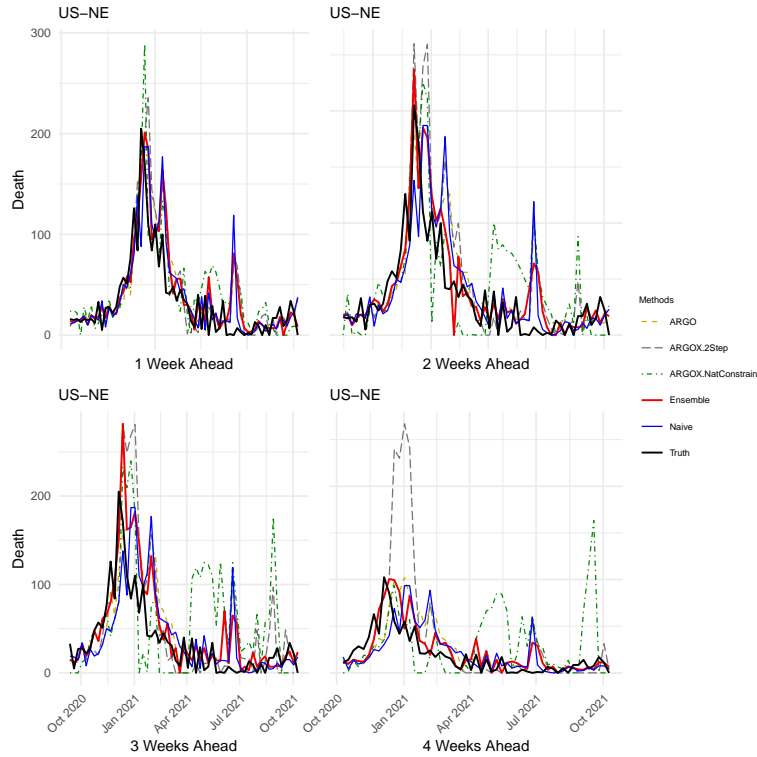 US−NE
US−NE
300
200
100
0
Death
1 Week Ahead
2 Weeks Ahead
Methods
ARGO
ARGOX.2Step
ARGOX.NatConstrain
Ensemble
Naive
Truth
US−NE
US−NE
200
100
0
Death
Oct 2020
Jan 2021
Apr 2021
Jul 2021
Oct 2021
Oct 2020
Jan 2021
Apr 2021
Jul 2021
Oct 2021
3 Weeks Ahead
4 Weeks Ahead